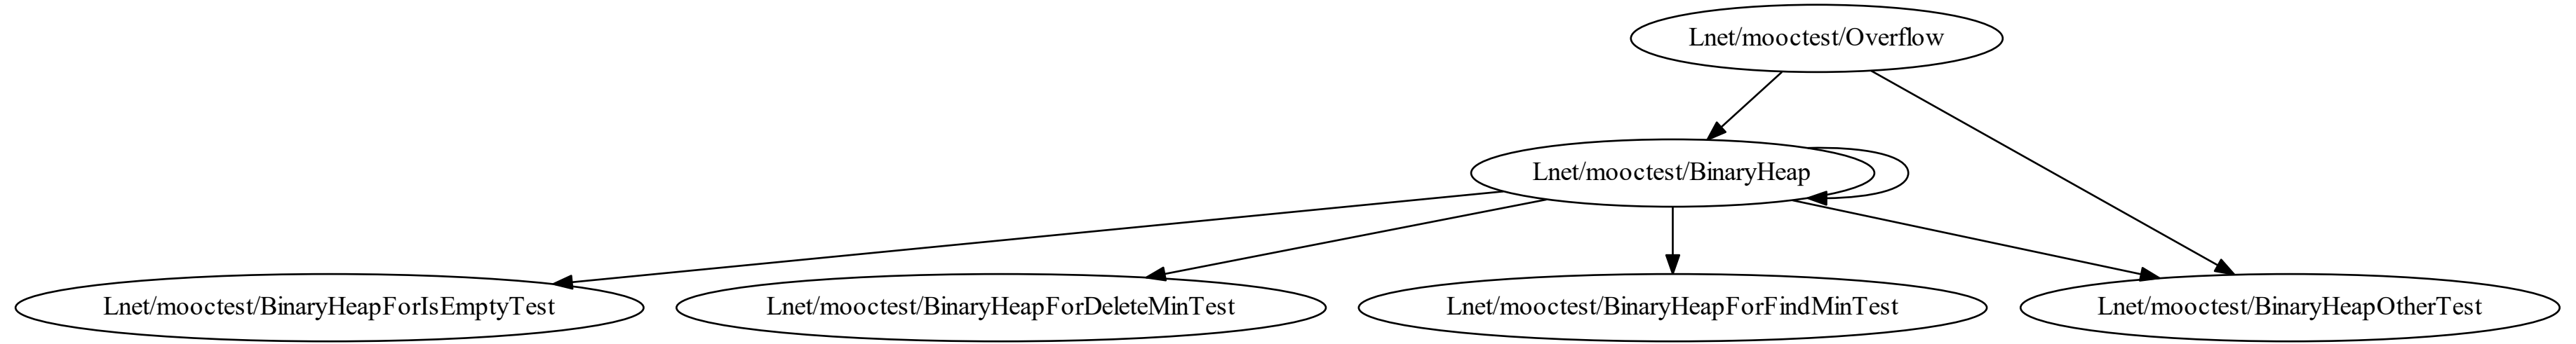 Lnet/mooctest/Overflow
Lnet/mooctest/BinaryHeap
Lnet/mooctest/BinaryHeapForIsEmptyTest
Lnet/mooctest/BinaryHeapForDeleteMinTest
Lnet/mooctest/BinaryHeapForFindMinTest
Lnet/mooctest/BinaryHeapOtherTest